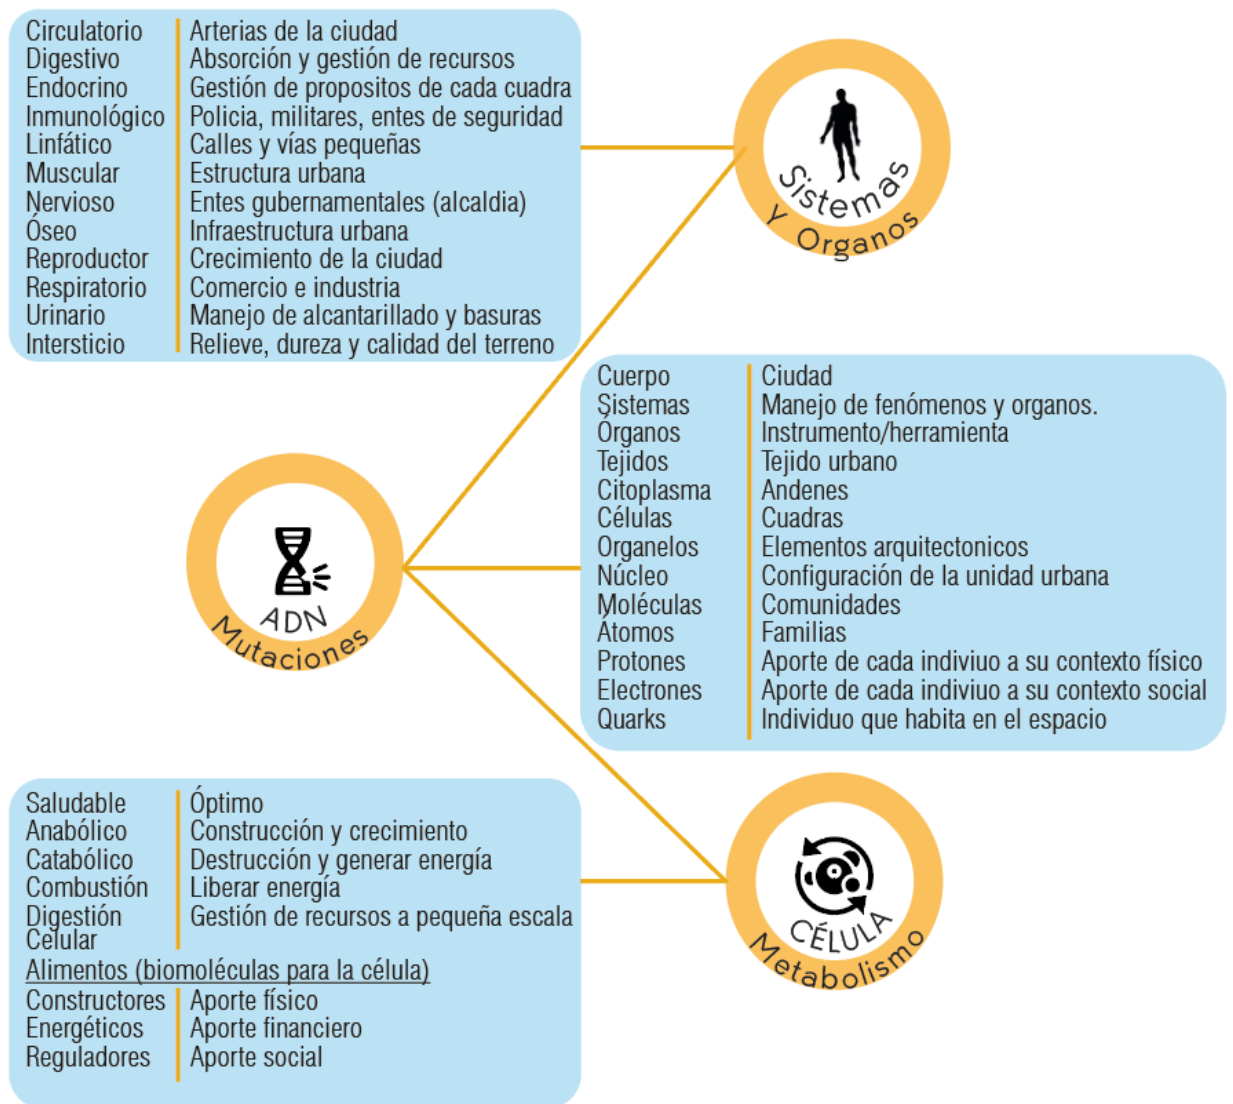 Circulatorio Arterias de la ciudad
Digestivo Absorción y gestión de recursos
Endocrino Gestión de propositos de cada cuadra
Inmunológico Policia, militares, entes de seguridad
Linfático Calles y vías pequeñas
Muscular Estructura urbana
Nervioso Entes gubernamentales (alcaldia)
Óseo Infraestructura urbana
Reproductor Crecimiento de la ciudad
Respiratorio Comercio e industria
Urinario Manejo de alcantarillado y basuras
Intersticio Relieve, dureza y calidad del terreno
Sistemas
Y Organos
Cuerpo Ciudad
Sistemas Manejo de fenómenos y organos.
Órganos Instrumento/herramienta
Tejidos Tejido urbano
Citoplasma Andenes
Células Cuadras
Organelos Elementos arquitectonicos
Núcleo Configuración de la unidad urbana
Moléculas Comunidades
Átomos Familias
Protones Aporte de cada indiviuo a su contexto físico
Electrones Aporte de cada indiviuo a su contexto social
Quarks Individuo que habita en el espacio
ADN
Mutaciones
Saludable Óptimo
Anabólico Construcción y crecimiento
Catabólico Destrucción y generar energía
Combustión Liberar energía
Digestión Gestión de recursos a pequeña escala
Celular
Alimentos (biomoléculas para la célula)
Constructores Aporte físico
Energéticos Aporte financiero
Reguladores Aporte social
CÉLULA
Metabolismo